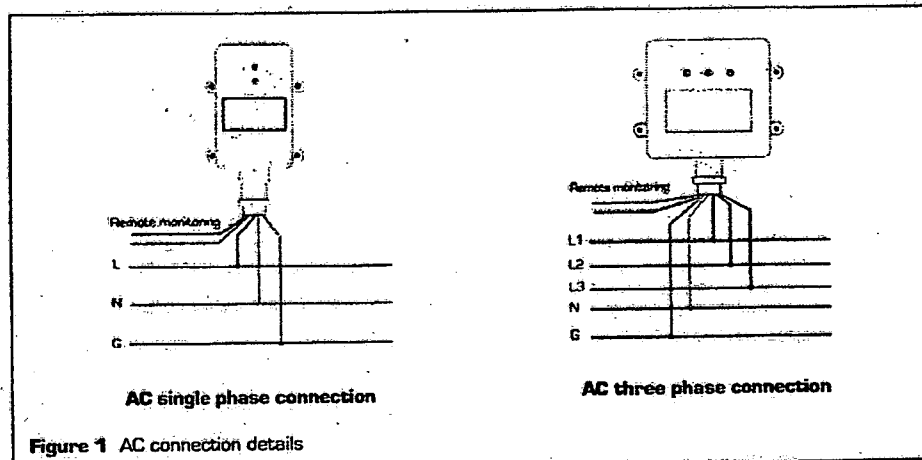 Remote monitoring
L
N
G
AC single phase connection
Remote monitoring
L1
L2
L3
N
G
AC three phase connection
Figure 1 AC connection details